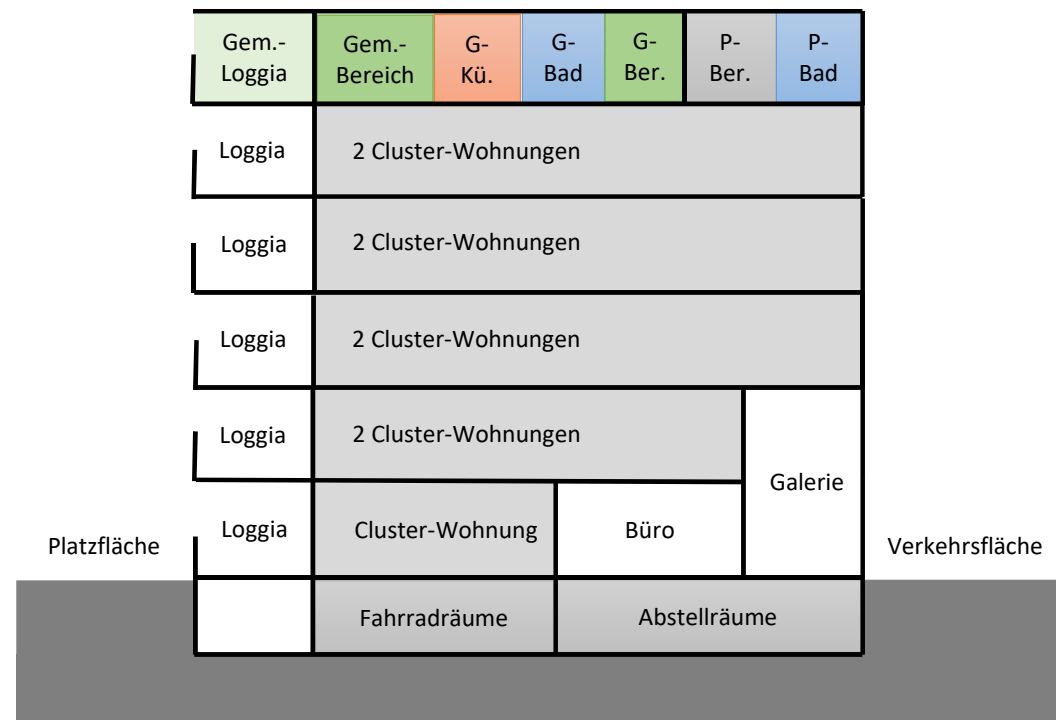 Gem.-
Loggia
Gem.-
Bereich
G-
Kü.
G-
Bad
G-
Ber.
P-
Ber.
P-
Bad
Loggia
2 Cluster-Wohnungen
Loggia
2 Cluster-Wohnungen
Loggia
2 Cluster-Wohnungen
Loggia
2 Cluster-Wohnungen
Galerie
Loggia
Cluster-Wohnung
Büro
Platzfläche
Verkehrsfläche
Fahrradräume
Abstellräume